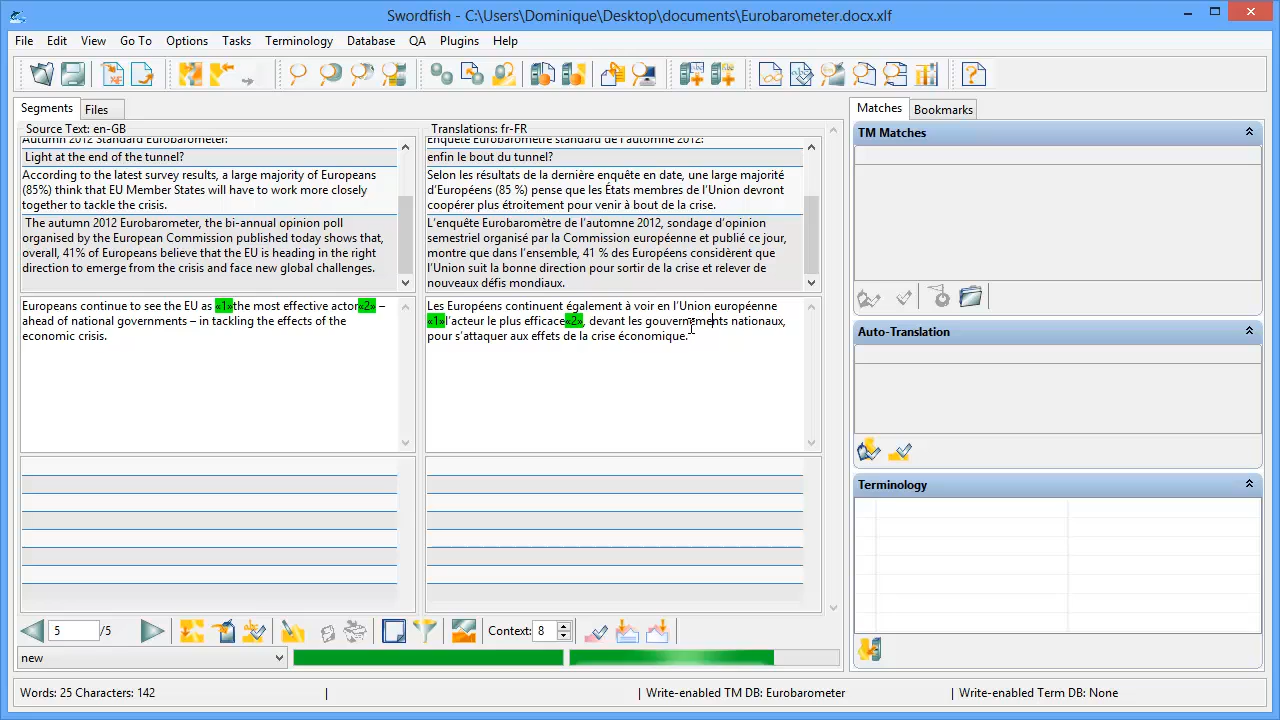 Swordfish - C:\Users\Dominique\Desktop\documents\Eurobarometer.docx.xlf
File Edit View Go To Options Tasks Terminology Database QA Plugins Help
Segments Files
Source Text: en-GB
Autumn 2012 Standard Eurobarometer:
Light at the end of the tunnel?
According to the latest survey results, a large majority of Europeans
(85%) think that EU Member States will have to work more closely
together to tackle the crisis.
The autumn 2012 Eurobarometer, the bi-annual opinion poll
organised by the European Commission published today shows that,
overall, 41% of Europeans believe that the EU is heading in the right
direction to emerge from the crisis and face new global challenges.
Europeans continue to see the EU as «1»the most effective actor«2» –
ahead of national governments – in tackling the effects of the
economic crisis.
Translations: fr-FR
Enquête Eurobaromètre standard de l'automne 2012:
enfin le bout du tunnel?
Selon les résultats de la dernière enquête en date, une large majorité
d'Européens (85 %) pense que les États membres de l'Union devront
coopérer plus étroitement pour venir à bout de la crise.
L'enquête Eurobaromètre de l'automne 2012, sondage d'opinion
semestriel organisé par la Commission européenne et publié ce jour,
montre que dans l'ensemble, 41 % des Européens considèrent que
l'Union suit la bonne direction pour sortir de la crise et relever de
nouveaux défis mondiaux.
Les Européens continuent également à voir en l'Union européenne
«1»l'acteur le plus efficace«2», devant les gouvernements nationaux,
pour s'attaquer aux effets de la crise économique.
Matches Bookmarks
TM Matches
Auto-Translation
Terminology
5 /5 Context: 8
new
Words: 25 Characters: 142 | | Write-enabled TM DB: Eurobarometer | Write-enabled Term DB: None